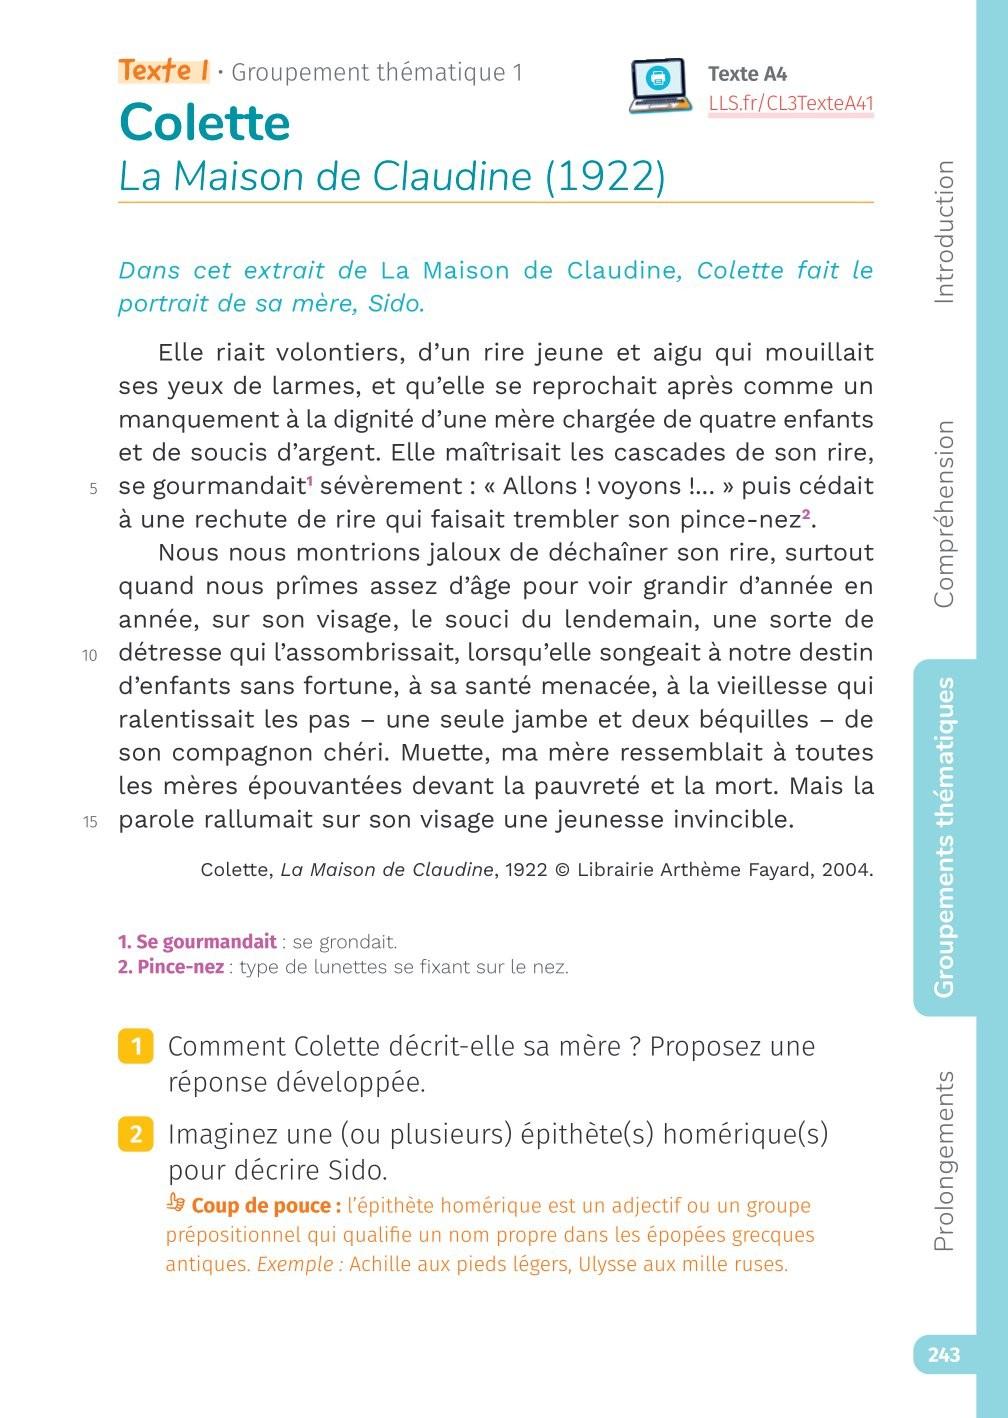 Texte 1 · Groupement thématique 1
Colette
La Maison de Claudine (1922)
Texte A4
LLS.fr/CL3TexteA41
Dans cet extrait de La Maison de Claudine, Colette fait le
portrait de sa mère, Sido.
Elle riait volontiers, d’un rire jeune et aigu qui mouillait
ses yeux de larmes, et qu’elle se reprochait après comme un
manquement à la dignité d’une mère chargée de quatre enfants
et de soucis d’argent. Elle maîtrisait les cascades de son rire,
5 se gourmandait¹ sévèrement : « Allons ! voyons !... » puis cédait
à une rechute de rire qui faisait trembler son pince-nez².
Nous nous montrions jaloux de déchaîner son rire, surtout
quand nous prîmes assez d’âge pour voir grandir d’année en
année, sur son visage, le souci du lendemain, une sorte de
10 détresse qui l’assombrissait, lorsqu’elle songeait à notre destin
d’enfants sans fortune, à sa santé menacée, à la vieillesse qui
ralentissait les pas – une seule jambe et deux béquilles – de
son compagnon chéri. Muette, ma mère ressemblait à toutes
les mères épouvantées devant la pauvreté et la mort. Mais la
15 parole rallumait sur son visage une jeunesse invincible.
Colette, La Maison de Claudine, 1922 © Librairie Arthème Fayard, 2004.
1. Se gourmandait : se grondait.
2. Pince-nez : type de lunettes se fixant sur le nez.
1 Comment Colette décrit-elle sa mère ? Proposez une
réponse développée.
2 Imaginez une (ou plusieurs) épithète(s) homérique(s)
pour décrire Sido.
Coup de pouce : l’épithète homérique est un adjectif ou un groupe
prépositionnel qui qualifie un nom propre dans les épopées grecques
antiques. Exemple : Achille aux pieds légers, Ulysse aux mille ruses.
Introduction
Compréhension
Groupements thématiques
Prolongements
243